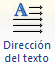 A
Dirección
del texto